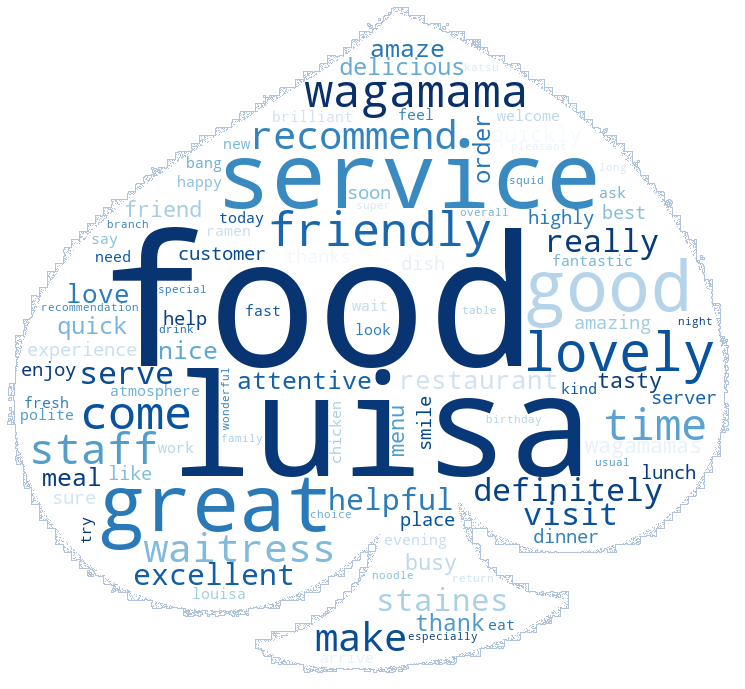 amaze
delicious
katsu
wagamama
brilliant
feel
welcome
new
recommend
order
quickly
pleasant
bang
service
squid
long
happy
soon
ask
friend
super
today
friendly
overall
highly
best
branch
say
ramen
really
need
customer
thanks
dish
fantastic
food
good
love
special
recommendation
fast
wait
table
amazing
night
quick
help
drink
look
experience
nice
lovely
enjoy
serve
attentive
restaurant
tasty
kind
server
atmosphere
wonderful
fresh
polite
come
luisa
chicken
menu
smile
birthday
time
staff
work
family
wagamamas
usual
meal
like
lunch
sure
great
helpful
definitely
try
choice
place
visit
waitress
evening
dinner
excellent
busy
noodle
return
louisa
staines
thank
eat
make
especially
arrive